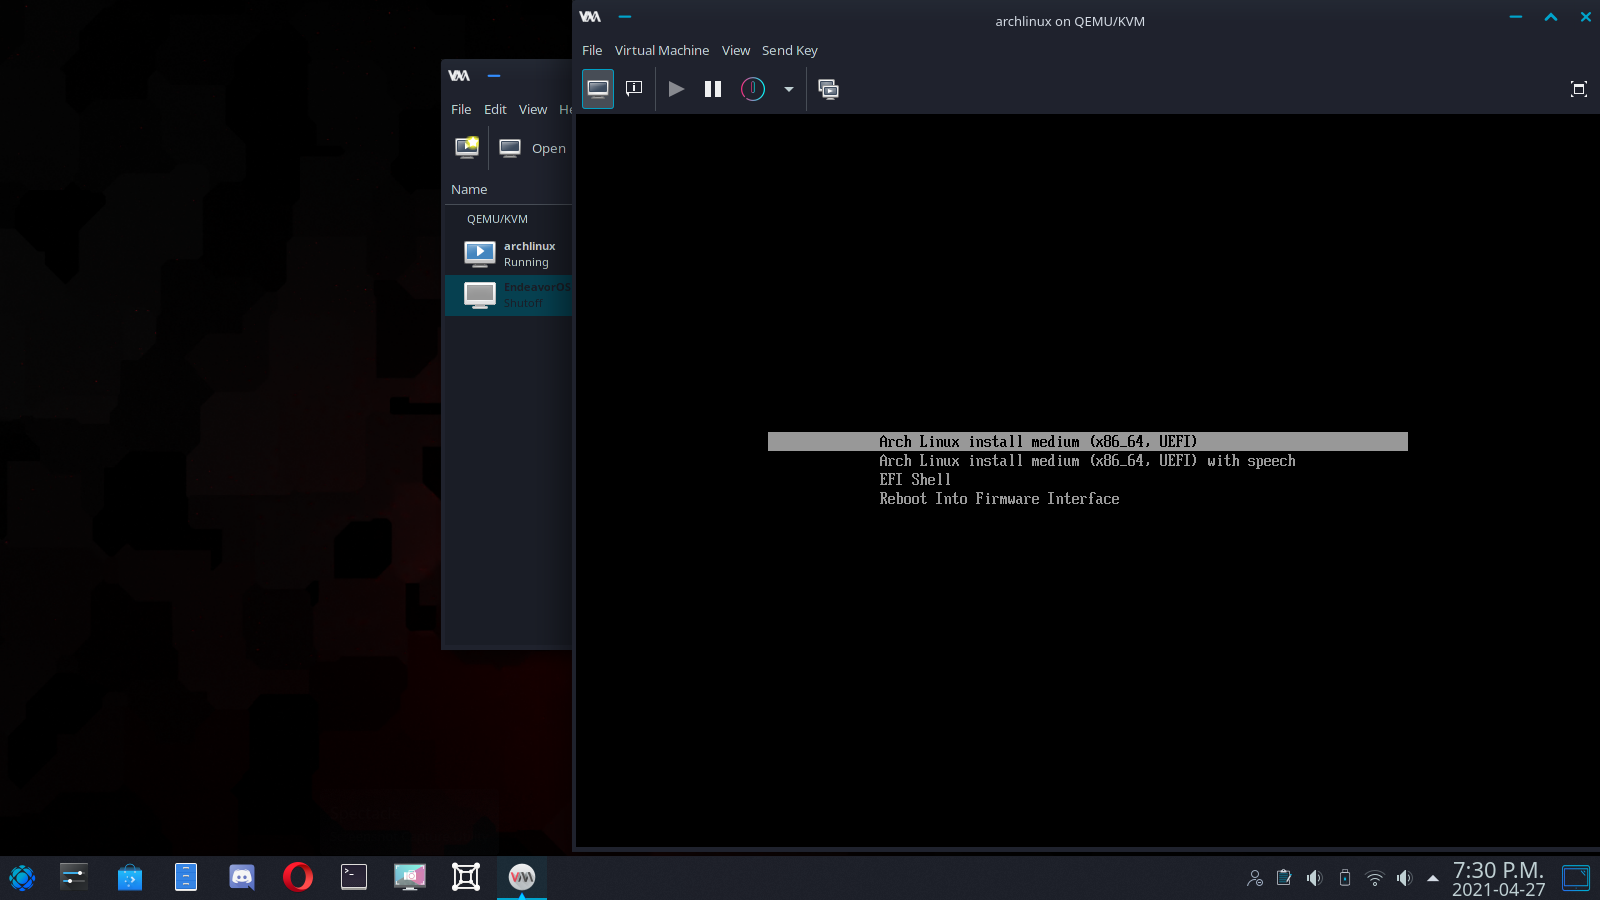 archlinux on QEMU/KVM
File Virtual Machine View Send Key
File Edit View He
Open
Name
QEMU/KVM
archlinux
Running
EndeavorOS
Shutoff
Arch Linux install medium (x86_64, UEFI)
Arch Linux install medium (x86_64, UEFI) with speech
EFI Shell
Reboot Into Firmware Interface
7:30 P.M.
2021-04-27